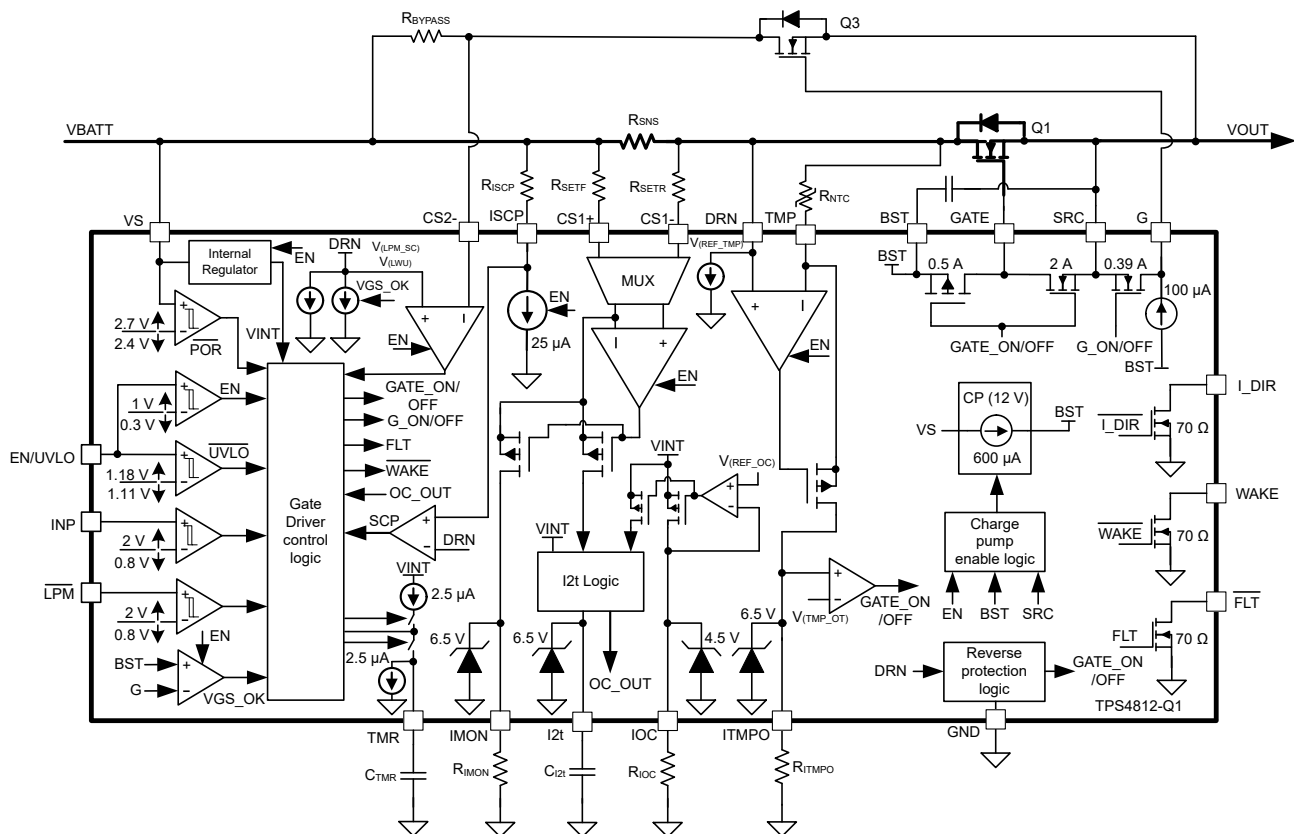 RBYPASS
Q3
VBATT
RSNS
Q1
VOUT
RISCP
RSETF
RSETR
RNTC
VS
CS2-
ISCP
CS1+
CS1-
DRN
TMP
BST
GATE
SRC
G
Internal
Regulator
EN
DRN
V(LPM_SC)
V(LWU)
VGS_OK
MUX
V(REF_TMP)
BST
0.5 A
2 A
0.39 A
100 µA
EN
25 µA
2.7 V
2.4 V
POR
VINT
+
−
EN
GATE_ON/OFF
G_ON/OFF
BST
EN
1 V
0.3 V
GATE_ON/
OFF
G_ON/OFF
FLT
WAKE
OC_OUT
EN
EN
CP (12 V)
VS
600 µA
BST
I_DIR
I_DIR
70 Ω
EN/UVLO
UVLO
1.18 V
1.11 V
Gate
Driver
control
logic
SCP
DRN
VINT
V(REF_OC)
WAKE
WAKE
70 Ω
INP
2 V
0.8 V
Charge
pump
enable logic
EN
BST
SRC
VINT
2.5 µA
VINT
I2t Logic
LPM
2 V
0.8 V
V(TMP_OT)
GATE_ON
/OFF
FLT
FLT
70 Ω
EN
BST
G
VGS_OK
2.5 µA
6.5 V
6.5 V
OC_OUT
4.5 V
6.5 V
DRN
Reverse
protection
logic
GATE_ON
/OFF
TPS4812-Q1
TMR
IMON
I2t
IOC
ITMPO
GND
CTMR
RIMON
CI2t
RIOC
RITMPO